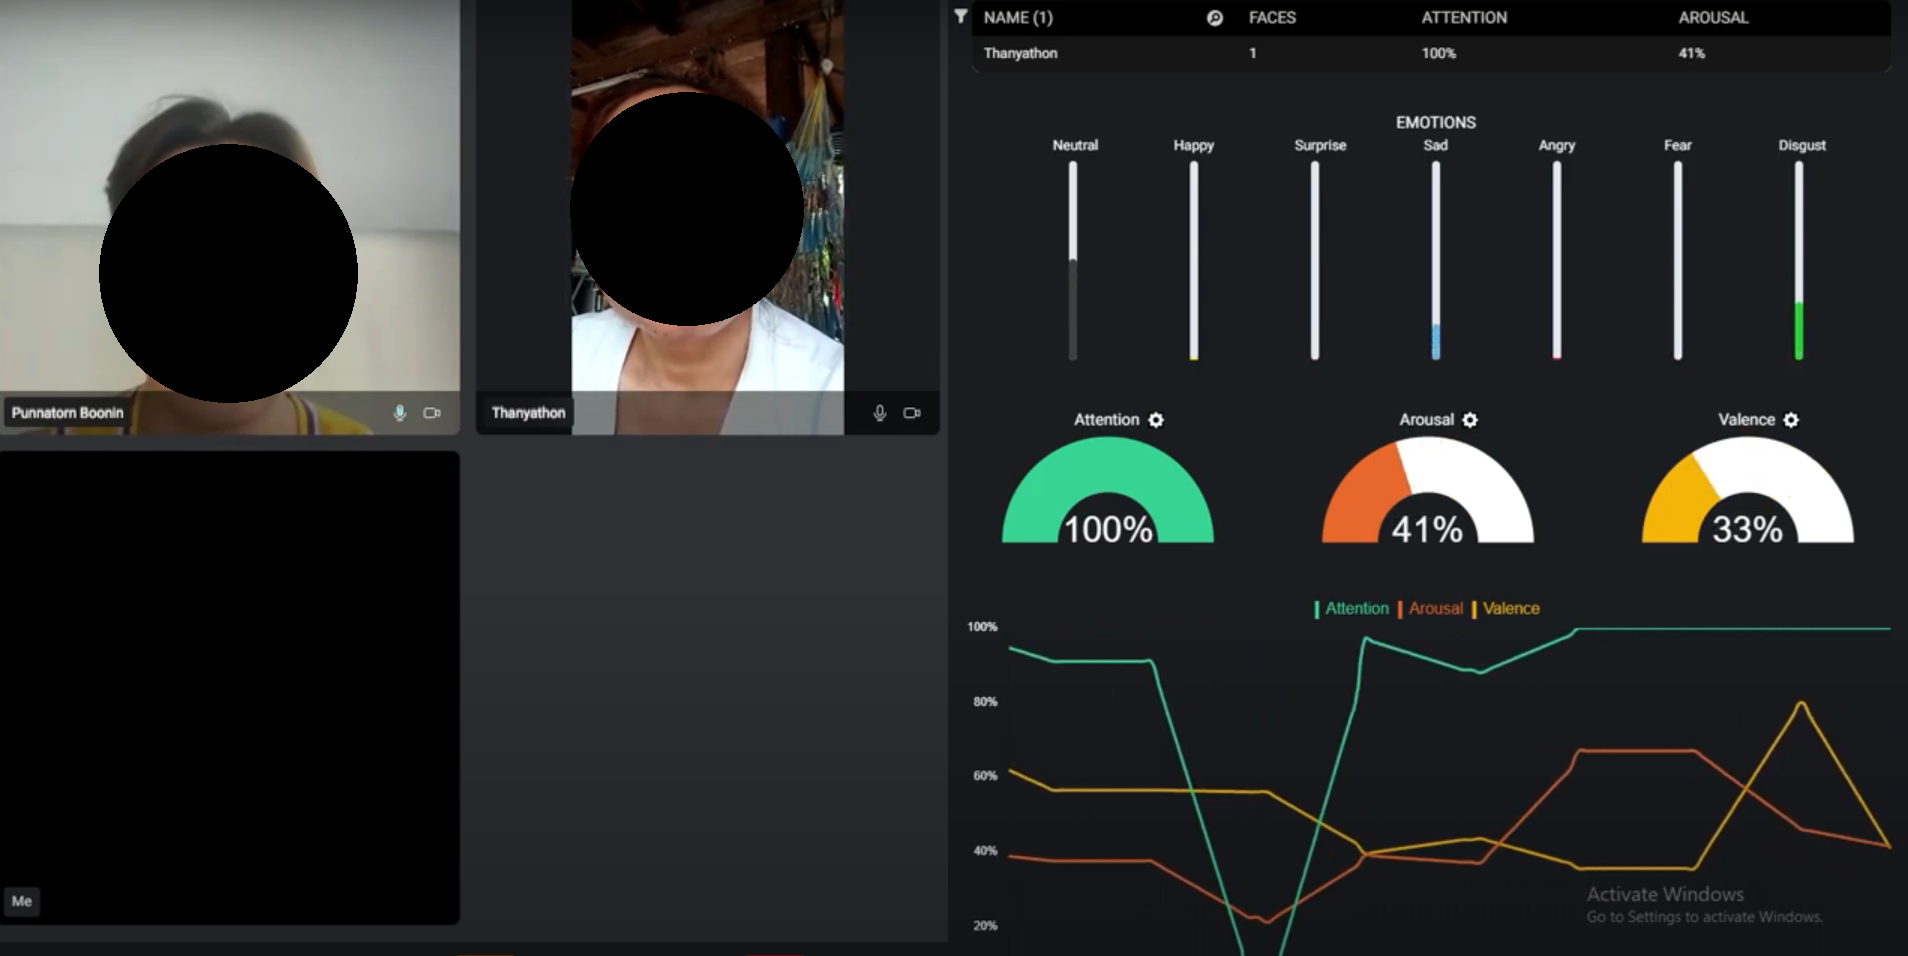 NAME (1) FACES ATTENTION AROUSAL
Thanyathon 1 100% 41%
EMOTIONS
Neutral Happy Surprise Sad Angry Fear Disgust
Punnatorn Boonin
Thanyathon
Attention Arousal Valence
100% 41% 33%
Attention Arousal Valence
100%
80%
60%
40%
20%
Me
Activate Windows
Go to Settings to activate Windows.